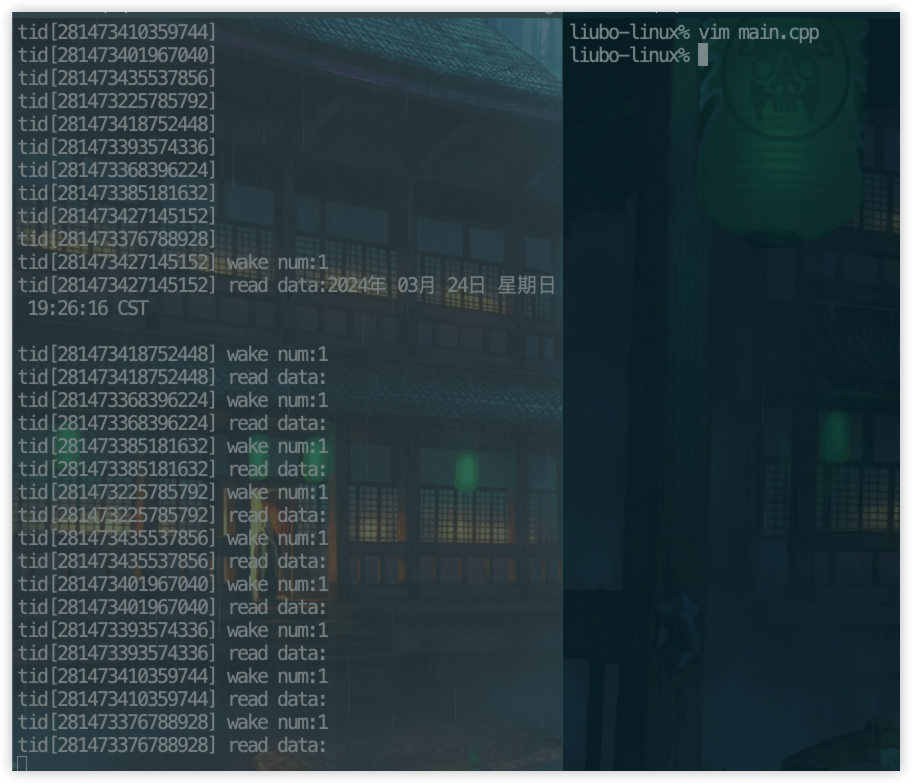 tid[281473410359744]
tid[281473401967040]
tid[281473435537856]
tid[281473225785792]
tid[281473418752448]
tid[281473393574336]
tid[281473368396224]
tid[281473385181632]
tid[281473427145152]
tid[281473376788928]
tid[281473427145152] wake num:1
tid[281473427145152] read data:2024年 03月 24日 星期日
19:26:16 CST
tid[281473418752448] wake num:1
tid[281473418752448] read data:
tid[281473368396224] wake num:1
tid[281473368396224] read data:
tid[281473385181632] wake num:1
tid[281473385181632] read data:
tid[281473225785792] wake num:1
tid[281473225785792] read data:
tid[281473435537856] wake num:1
tid[281473435537856] read data:
tid[281473401967040] wake num:1
tid[281473401967040] read data:
tid[281473393574336] wake num:1
tid[281473393574336] read data:
tid[281473410359744] wake num:1
tid[281473410359744] read data:
tid[281473376788928] wake num:1
tid[281473376788928] read data:
liubo-linux% vim main.cpp
liubo-linux%